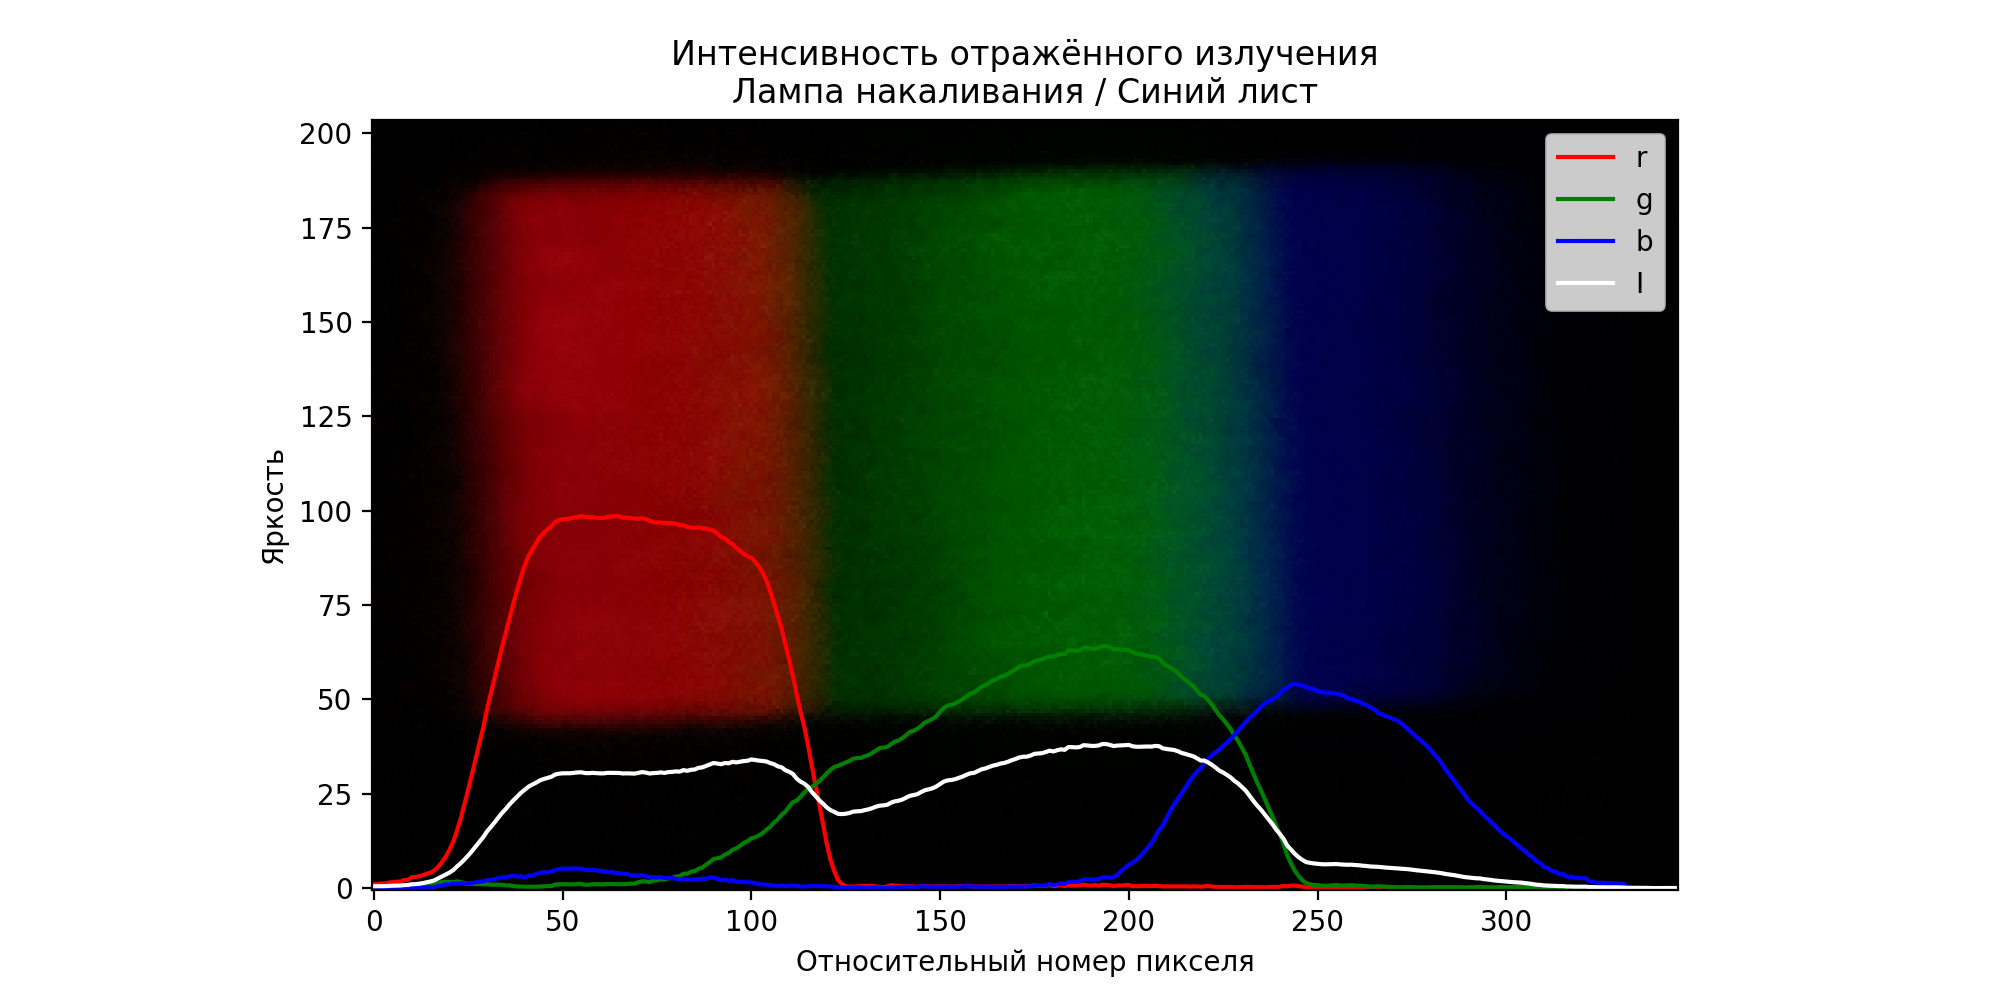 Интенсивность отражённого излучения
Лампа накаливания / Синий лист
200
175
150
125
100
75
50
25
0
Яркость
r
g
b
l
0 50 100 150 200 250 300
Относительный номер пикселя